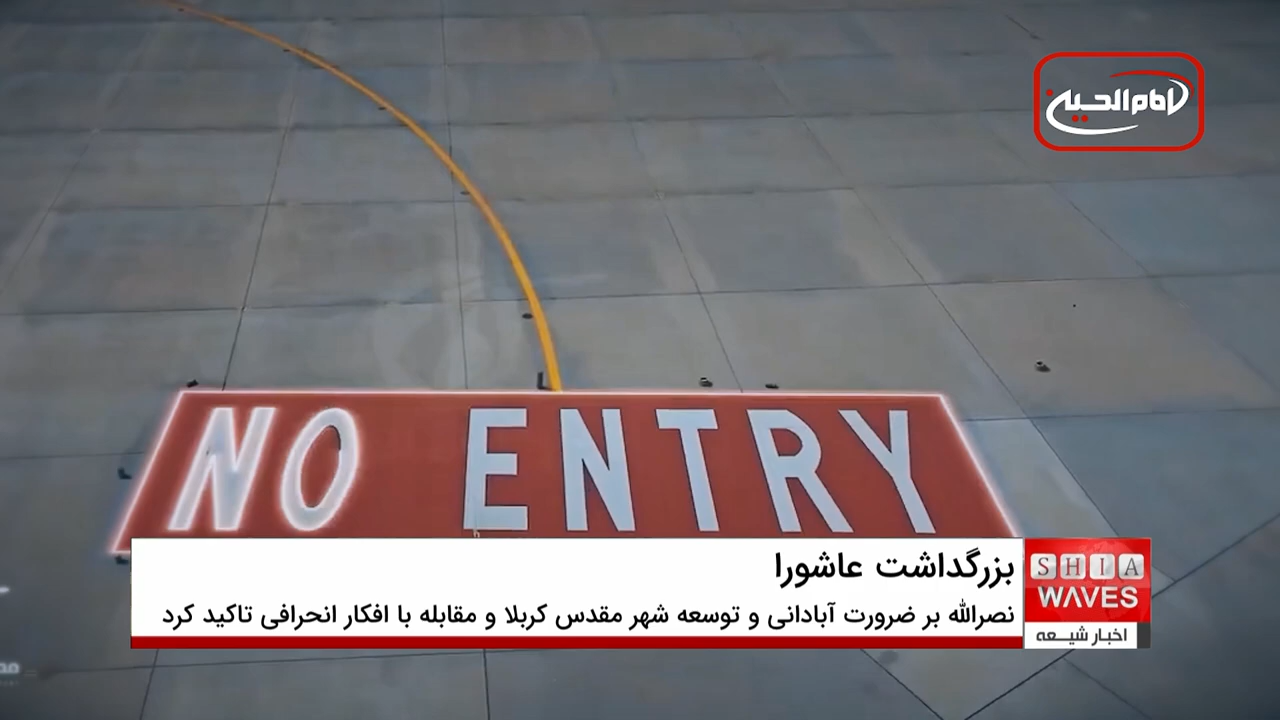 امام الحسین
NO ENTRY
بزرگداشت عاشورا
نصرالله بر ضرورت آبادانی و توسعه شهر مقدس کربلا و مقابله با افکار انحرافی تاکید کرد
SHIA
WAVES
اخبار شیـعه